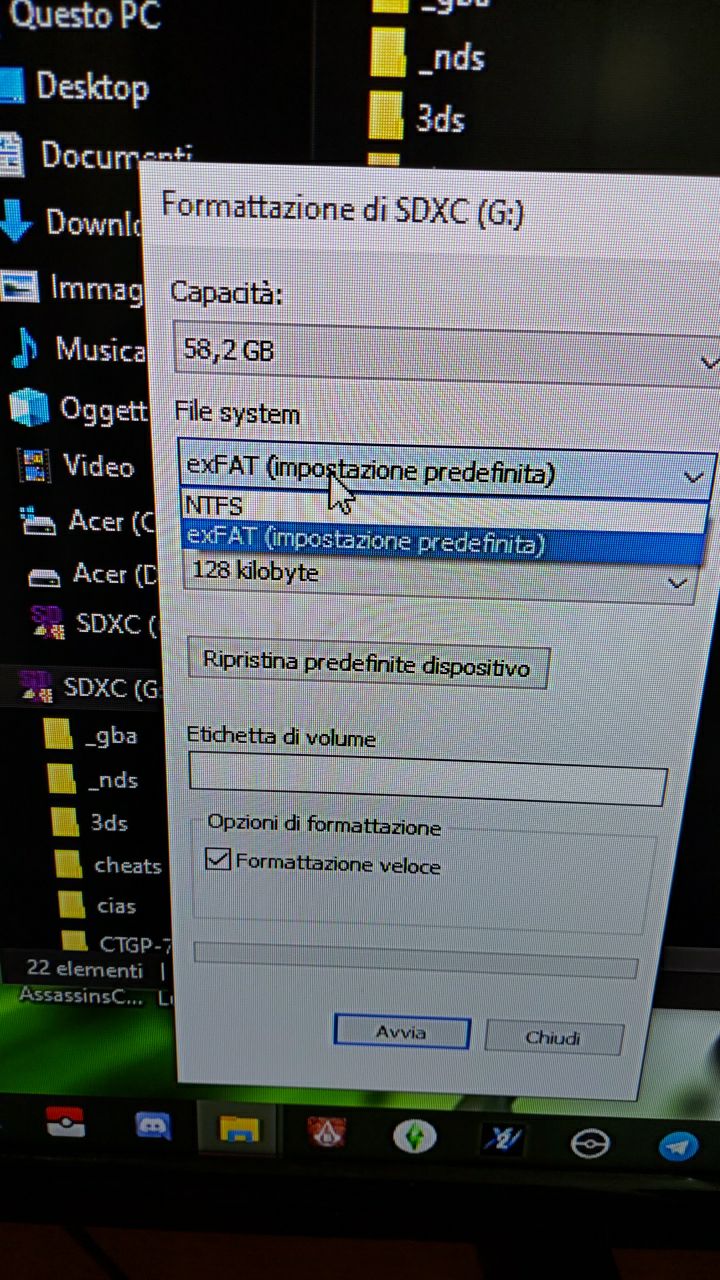 Questo PC
Desktop
Documenti
Downlo
Immag
Musica
Oggett
Video
Acer (C
Acer (D
SDXC (
SDXC (G
_gba
_nds
3ds
cheats
cias
CTGP-7
22 elementi
AssassinsC...
_gba
_nds
3ds
Formattazione di SDXC (G:)
Capacità:
58,2 GB
File system
exFAT (impostazione predefinita)
NTFS
exFAT (impostazione predefinita)
128 kilobyte
Ripristina predefinite dispositivo
Etichetta di volume
Opzioni di formattazione
Formattazione veloce
Avvia
Chiudi